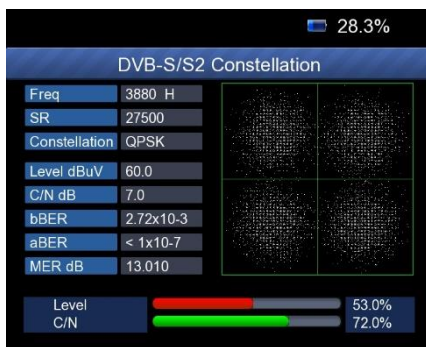 28.3%
DVB-S/S2 Constellation
Freq 3880 H
SR 27500
Constellation QPSK
Level dBuV 60.0
C/N dB 7.0
bBER 2.72x10-3
aBER < 1x10-7
MER dB 13.010
Level 53.0%
C/N 72.0%